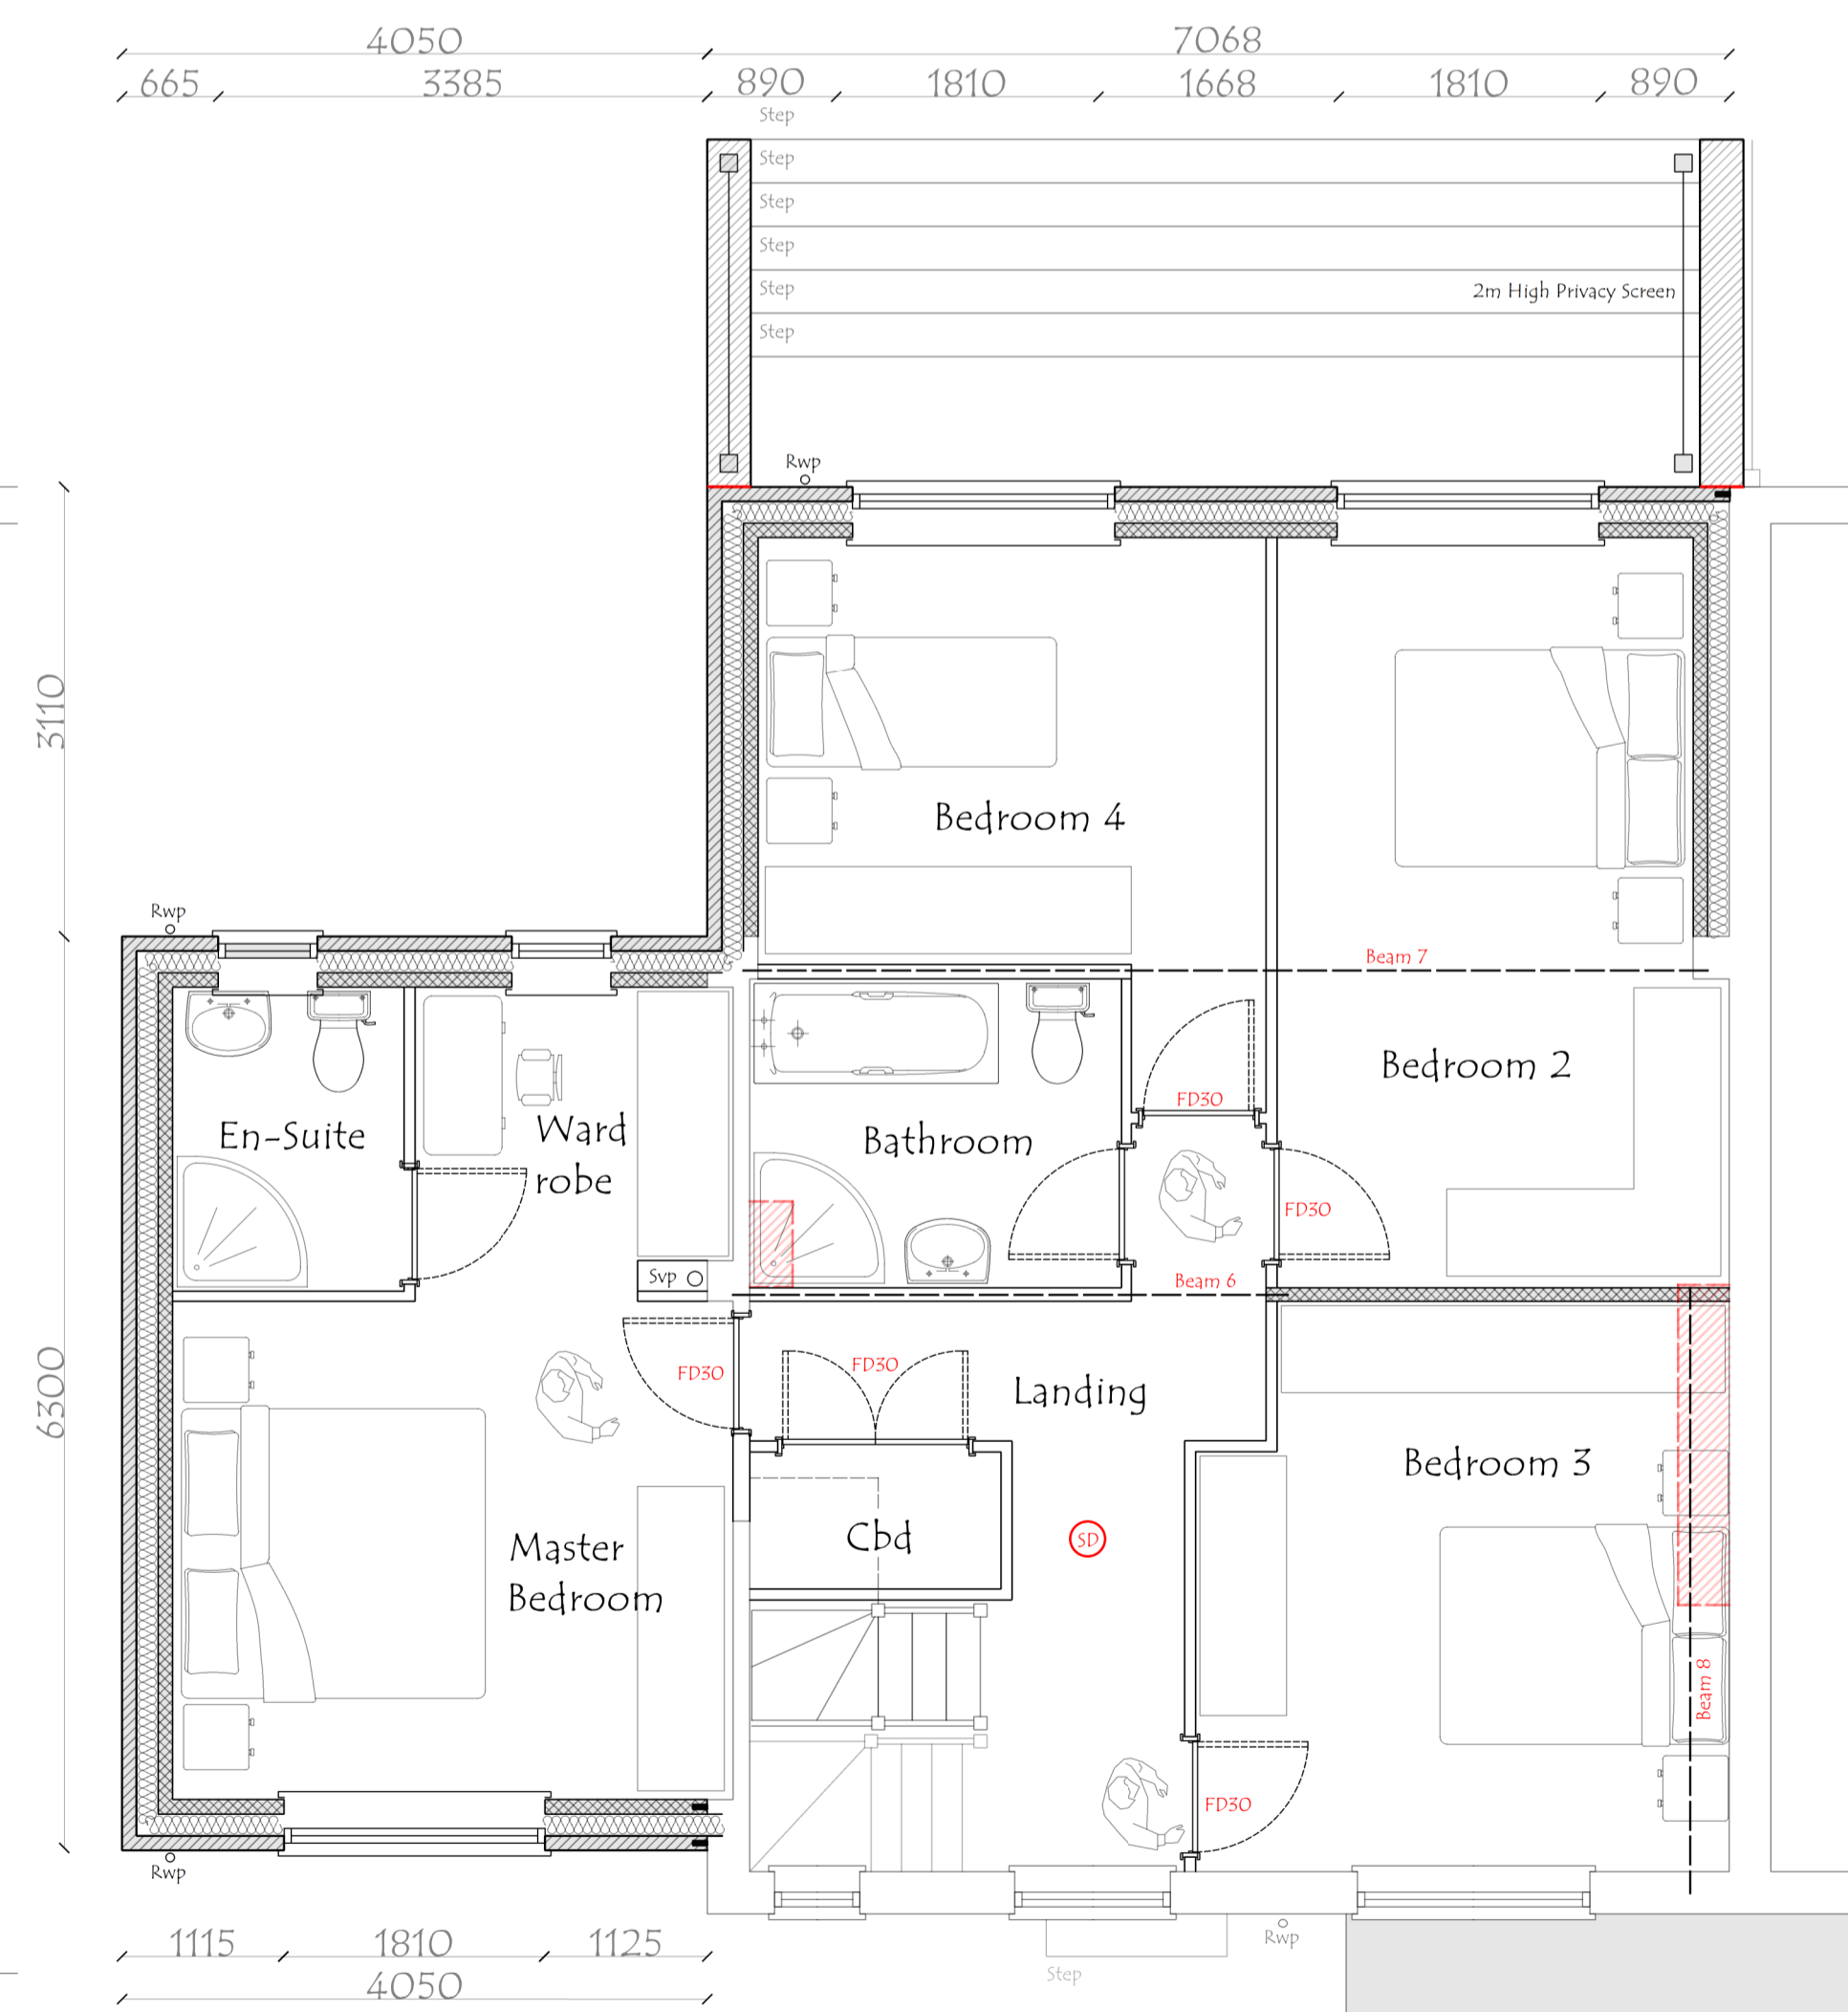 4050 7068
665 3385 890 1810 1668 1810 890
Step
Step
Step
Step
Step
2m High Privacy Screen
Step
Rwp
3110
Bedroom 4
Rwp
Beam 7
Bedroom 2
FD30
En-Suite
Ward
robe
Bathroom
FD30
Svp
Beam 6
6300
FD30
FD30
Landing
Bedroom 3
SD
Cbd
Master
Bedroom
Beam 8
FD30
Rwp
Rwp
1115 1810 1125
Step
4050